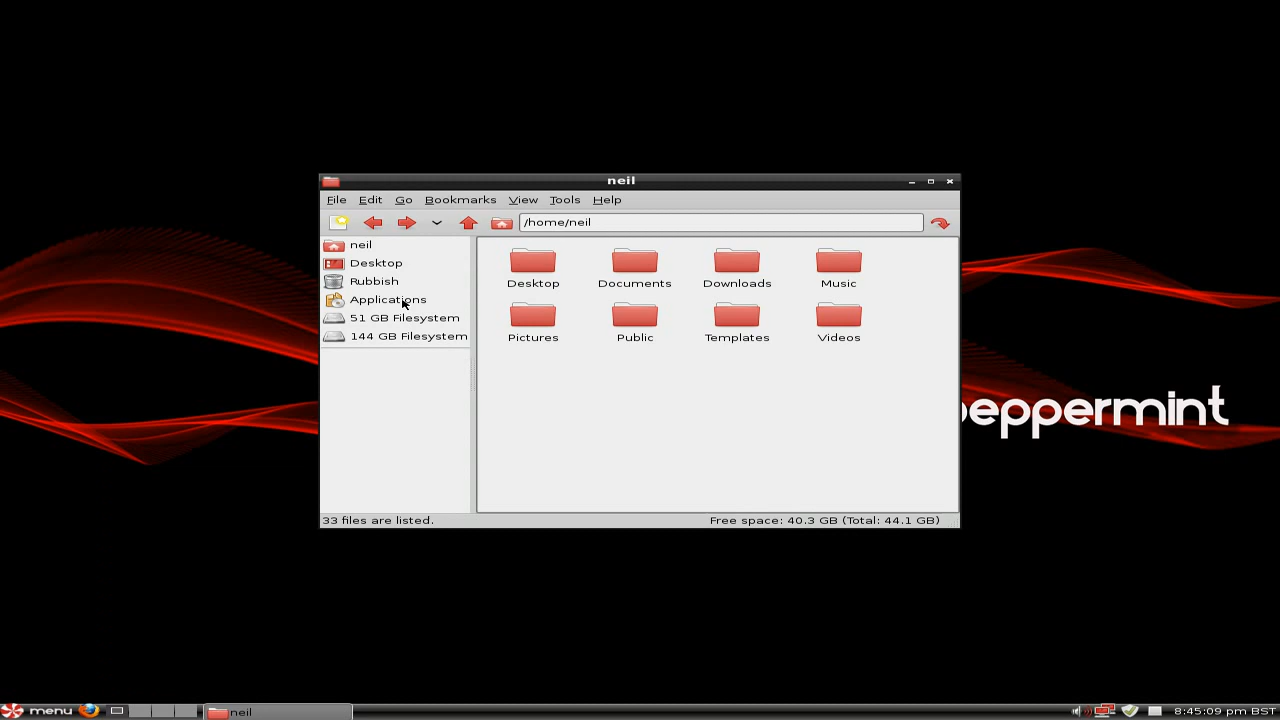 neil
File Edit Go Bookmarks View Tools Help
/home/neil
neil
Desktop
Rubbish
Applications
51 GB Filesystem
144 GB Filesystem
Desktop Documents Downloads Music
Pictures Public Templates Videos
33 files are listed. Free space: 40.3 GB (Total: 44.1 GB)
peppermint
menu neil 8:45:09 pm BST